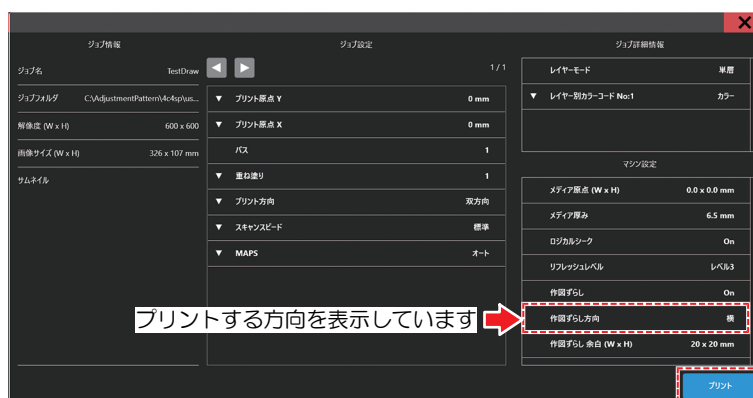 ジョブ情報
ジョブ名 TestDraw
ジョブフォルダ C:\AdjustmentPattern\4c4sp\us...
解像度 (W x H) 600 x 600
画像サイズ (W x H) 326 x 107 mm
サムネイル
ジョブ設定
1 / 1
▼ プリント原点 Y 0 mm
▼ プリント原点 X 0 mm
パス 1
▼ 重ね塗り 1
▼ プリント方向 双方向
▼ スキャンスピード 標準
▼ MAPS オート
ジョブ詳細情報
レイヤーモード 単層
▼ レイヤー別カラーコード No:1 カラー
マシン設定
メディア原点 (W x H) 0.0 x 0.0 mm
メディア厚み 6.5 mm
ロジカルシーク On
リフレッシュレベル レベル3
作図ずらし On
プリントする方向を表示しています
作図ずらし方向 横
作図ずらし 余白 (W x H) 20 x 20 mm
プリント